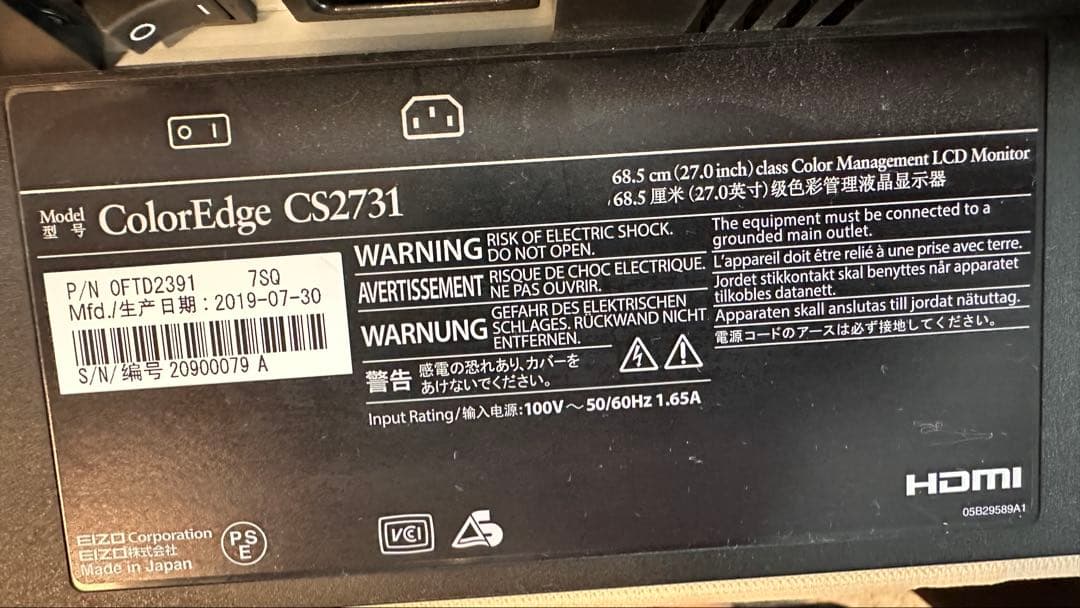 O I
68.5 cm (27.0 inch) class Color Management LCD Monitor
68.5 厘米 (27.0英寸) 级色彩管理液晶显示器
Model
型 号
ColorEdge CS2731
P/N 0FTD2391 7SQ
Mfd./生产日期：2019-07-30
S/N/编号 20900079 A
WARNING RISK OF ELECTRIC SHOCK.
DO NOT OPEN.
AVERTISSEMENT RISQUE DE CHOC ELECTRIQUE.
NE PAS OUVRIR.
WARNUNG GEFAHR DES ELEKTRISCHEN
SCHLAGES. RÜCKWAND NICHT
ENTFERNEN.
警告 感電の恐れあり、カバーを
あけないでください。
Input Rating/输入电源:100V～50/60Hz 1.65A
The equipment must be connected to a
grounded main outlet.
L'appareil doit être relié à une prise avec terre.
Jordet stikkontakt skal benyttes når apparatet
tilkobles datanett.
Apparaten skall anslutas till jordat nätuttag.
電源コードのアースは必ず接地してください。
HDMI
05B29589A1
EIZO Corporation
EIZO株式会社
Made in Japan
PS
E
VCCI